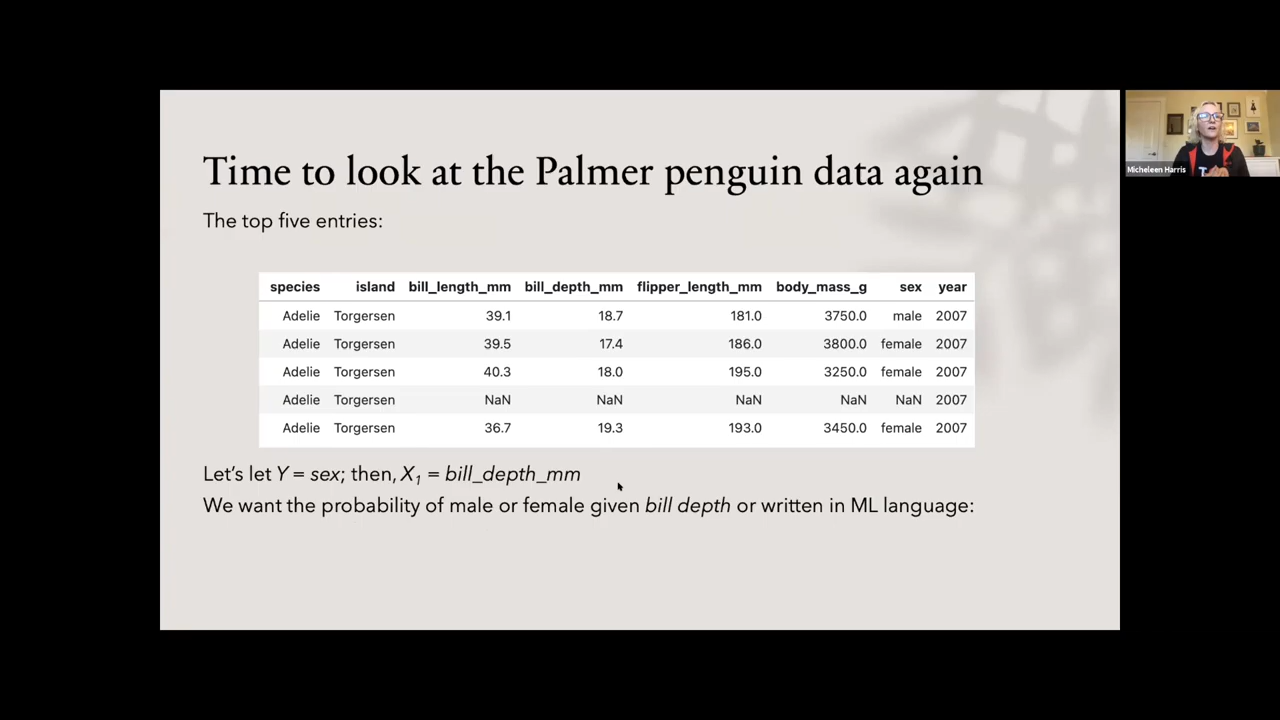 Time to look at the Palmer penguin data again
The top five entries:
species island bill_length_mm bill_depth_mm flipper_length_mm body_mass_g sex year
Adelie Torgersen 39.1 18.7 181.0 3750.0 male 2007
Adelie Torgersen 39.5 17.4 186.0 3800.0 female 2007
Adelie Torgersen 40.3 18.0 195.0 3250.0 female 2007
Adelie Torgersen NaN NaN NaN NaN NaN 2007
Adelie Torgersen 36.7 19.3 193.0 3450.0 female 2007
Let’s let Y = sex; then, X₁ = bill_depth_mm
We want the probability of male or female given bill depth or written in ML language:
Micheleen Harris